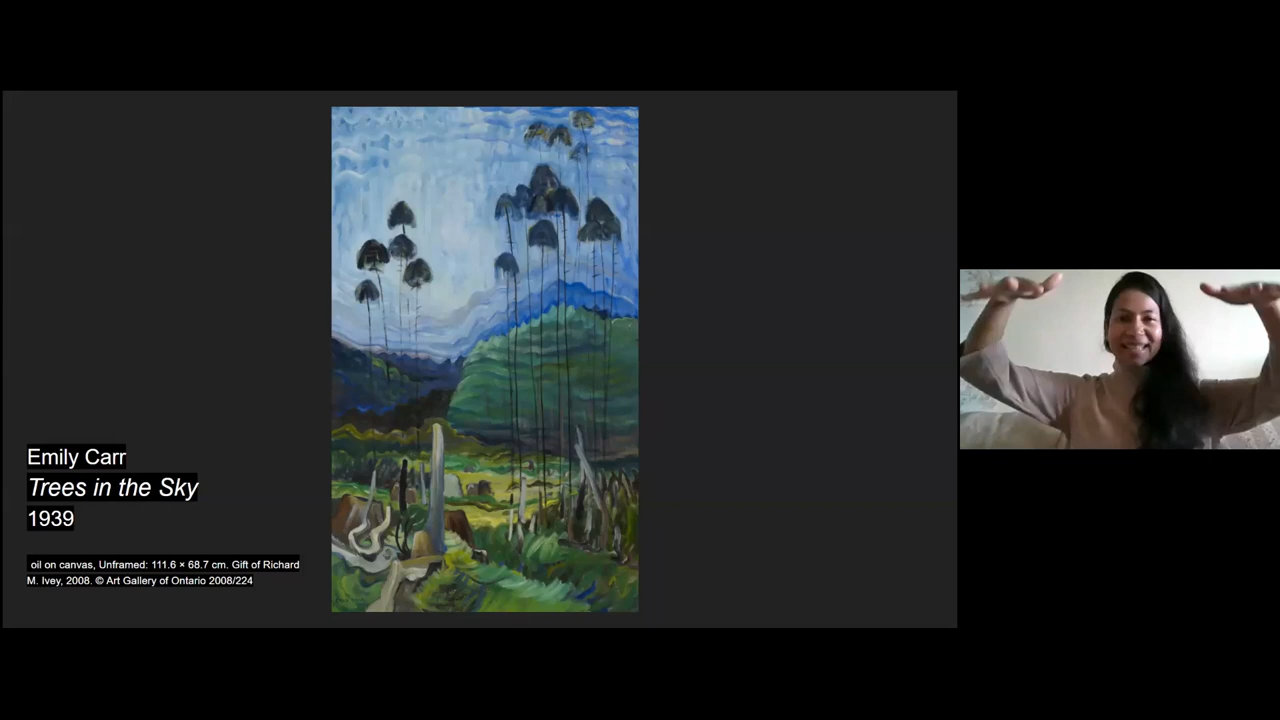 Emily Carr
Trees in the Sky
1939
oil on canvas, Unframed: 111.6 × 68.7 cm. Gift of Richard
M. Ivey, 2008. © Art Gallery of Ontario 2008/224